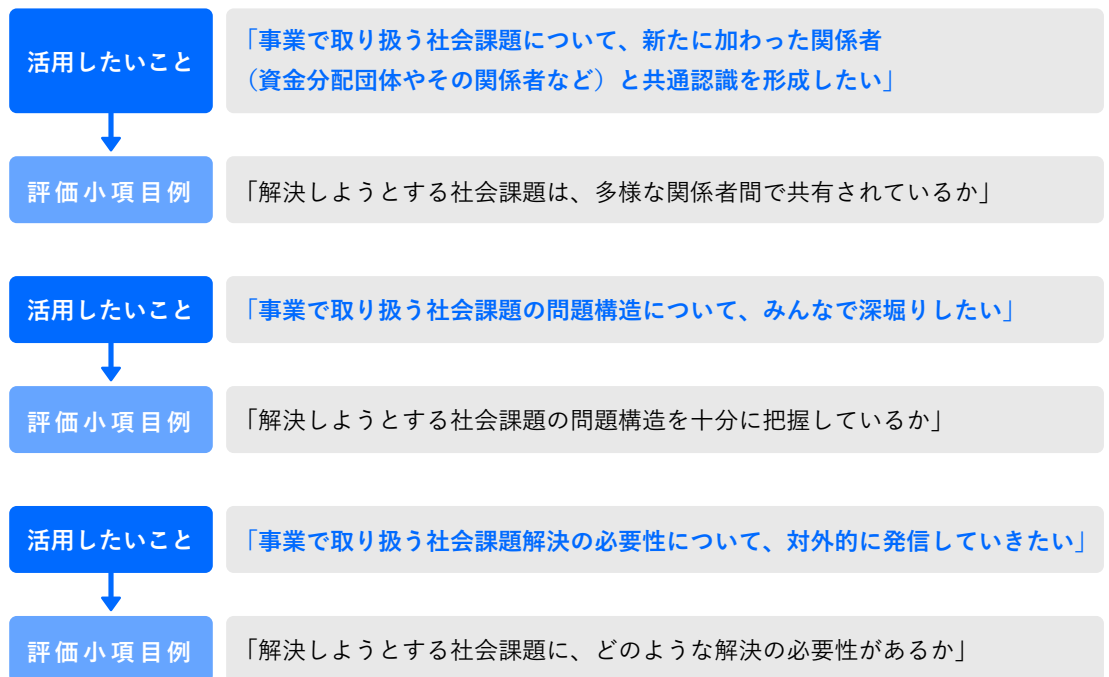 活用したいこと
「事業で取り扱う社会課題について、新たに加わった関係者
（資金分配団体やその関係者など）と共通認識を形成したい」
評価小項目例
「解決しようとする社会課題は、多様な関係者間で共有されているか」
活用したいこと
「事業で取り扱う社会課題の問題構造について、みんなで深堀りしたい」
評価小項目例
「解決しようとする社会課題の問題構造を十分に把握しているか」
活用したいこと
「事業で取り扱う社会課題解決の必要性について、対外的に発信していきたい」
評価小項目例
「解決しようとする社会課題に、どのような解決の必要性があるか」